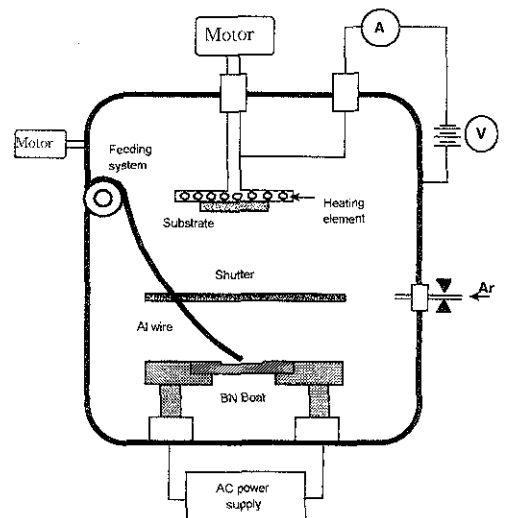 Motor
A
V
Motor
Feeding
system
Heating
element
Substrate
Shutter
Ar
Al wire
BN Boat
AC power
supply